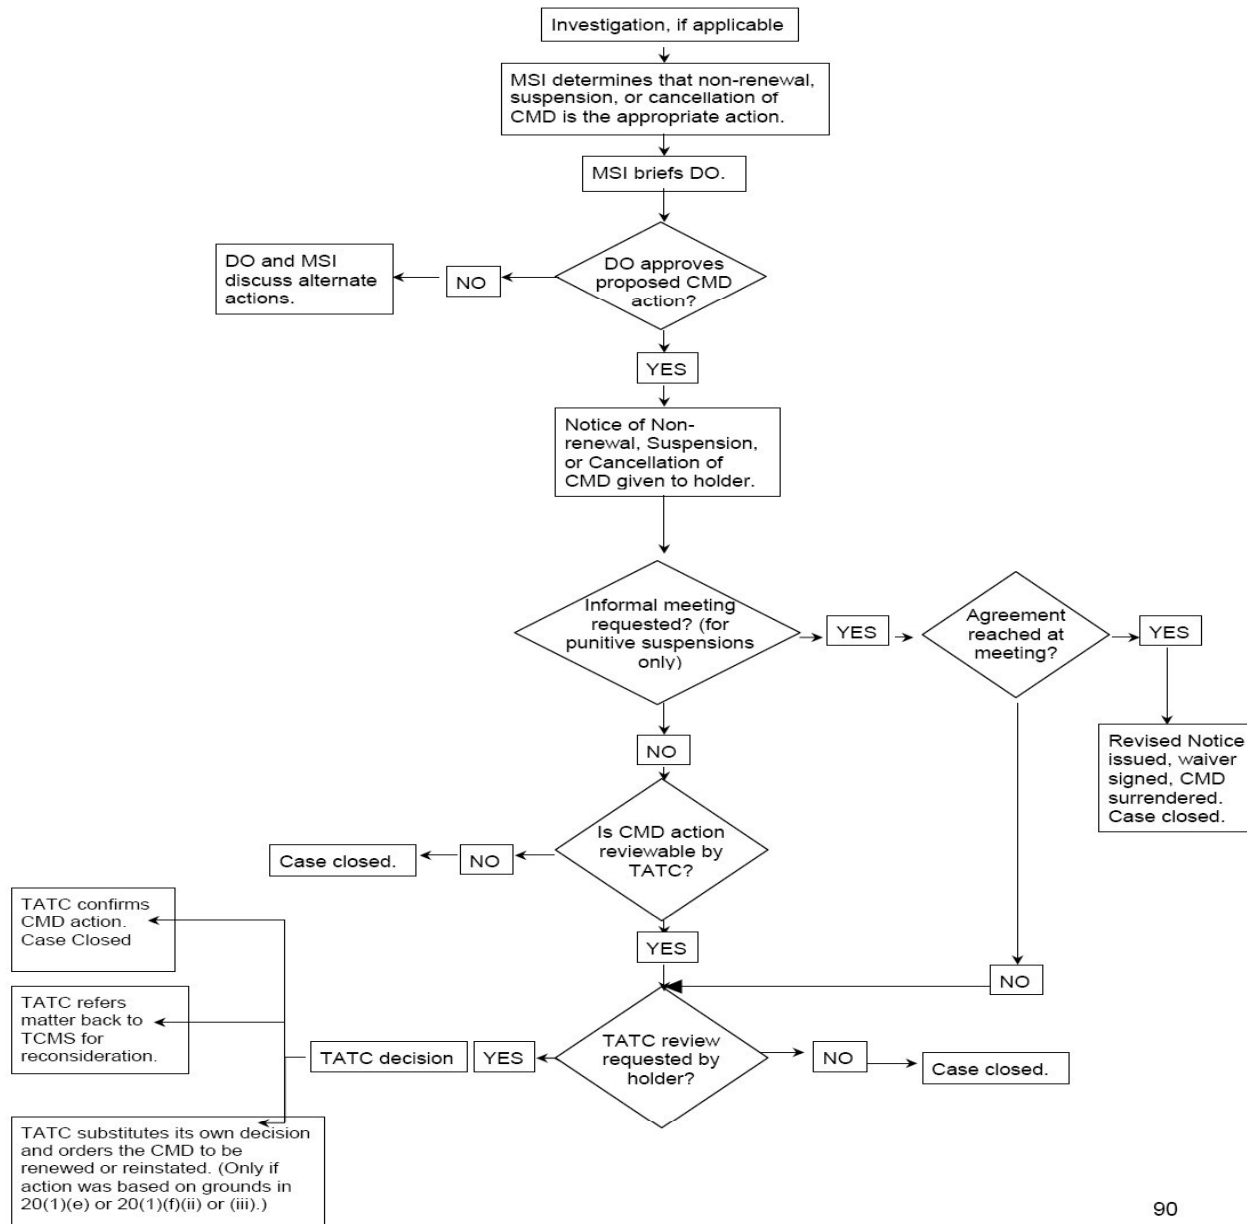 Investigation, if applicable
MSI determines that non-renewal,
suspension, or cancellation of
CMD is the appropriate action.
MSI briefs DO.
DO approves
proposed CMD
action?
NO
DO and MSI
discuss alternate
actions.
YES
Notice of Non-
renewal, Suspension,
or Cancellation of
CMD given to holder.
Informal meeting
requested? (for
punitive suspensions
only)
YES
Agreement
reached at
meeting?
YES
Revised Notice
issued, waiver
signed, CMD
surrendered.
Case closed.
NO
Is CMD action
reviewable by
TATC?
NO
Case closed.
YES
NO
TATC review
requested by
holder?
NO
Case closed.
YES
TATC decision
TATC confirms
CMD action.
Case Closed
TATC refers
matter back to
TCMS for
reconsideration.
TATC substitutes its own decision
and orders the CMD to be
renewed or reinstated. (Only if
action was based on grounds in
20(1)(e) or 20(1)(f)(ii) or (iii).)
90